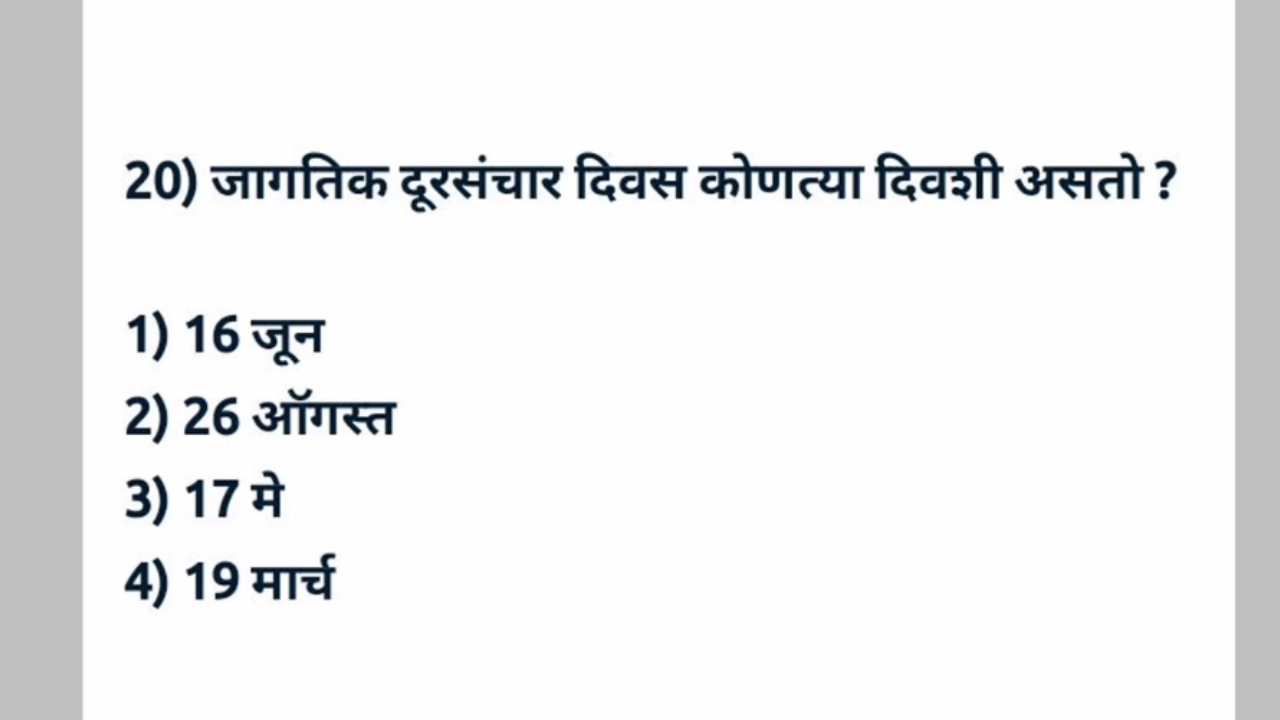 20) जागतिक दूरसंचार दिवस कोणत्या दिवशी असतो ?
1) 16 जून
2) 26 ऑगस्त
3) 17 मे
4) 19 मार्च